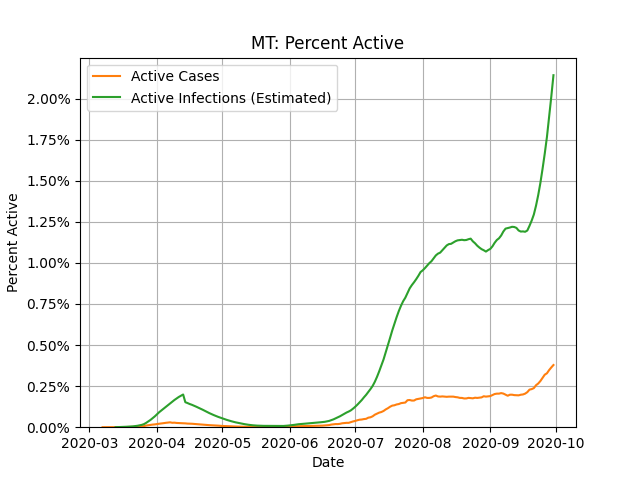 MT: Percent Active
Active Cases
Active Infections (Estimated)
Percent Active
2.00%
1.75%
1.50%
1.25%
1.00%
0.75%
0.50%
0.25%
0.00%
2020-03 2020-04 2020-05 2020-06 2020-07 2020-08 2020-09 2020-10
Date